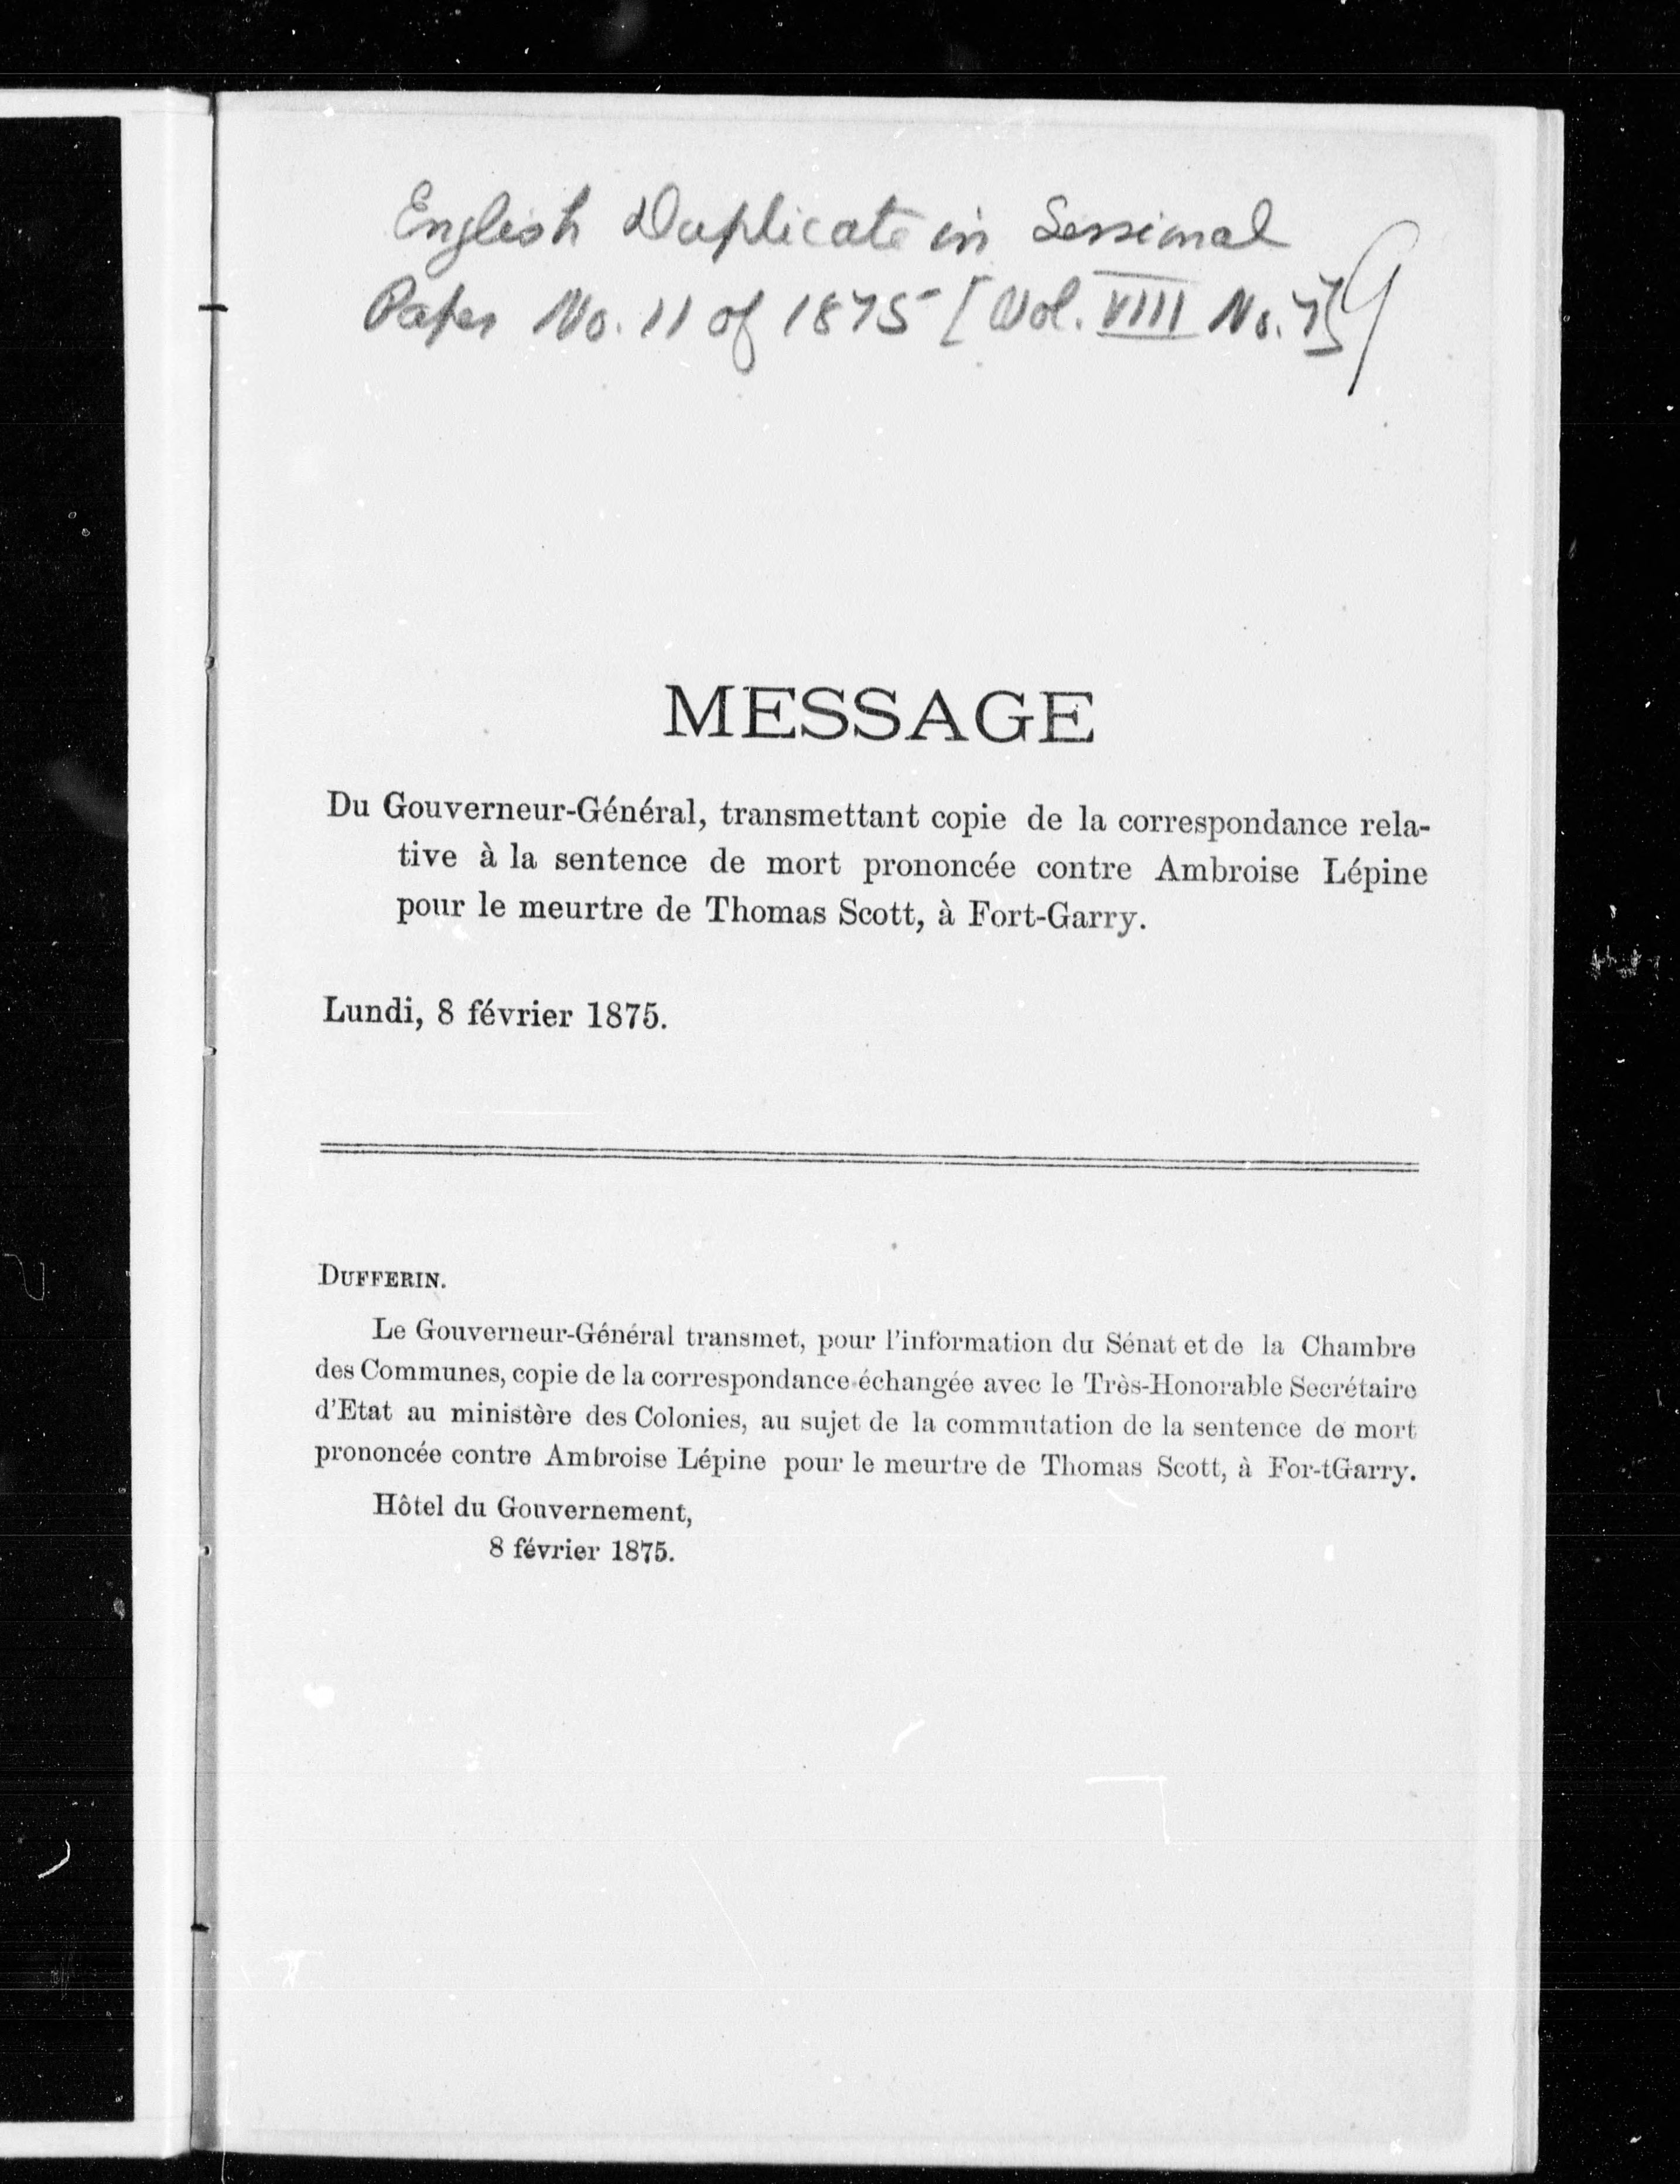 English Duplicate in Sessional
Paper No. 11 of 1875 [Vol. VIII No. 7] 9
MESSAGE
Du Gouverneur-Général, transmettant copie de la correspondance rela-
tive à la sentence de mort prononcée contre Ambroise Lépine
pour le meurtre de Thomas Scott, à Fort-Garry.
Lundi, 8 février 1875.
DUFFERIN.
Le Gouverneur-Général transmet, pour l'information du Sénat et de la Chambre
des Communes, copie de la correspondance échangée avec le Très-Honorable Secrétaire
d'Etat au ministère des Colonies, au sujet de la commutation de la sentence de mort
prononcée contre Ambroise Lépine pour le meurtre de Thomas Scott, à For-tGarry.
Hôtel du Gouvernement,
8 février 1875.